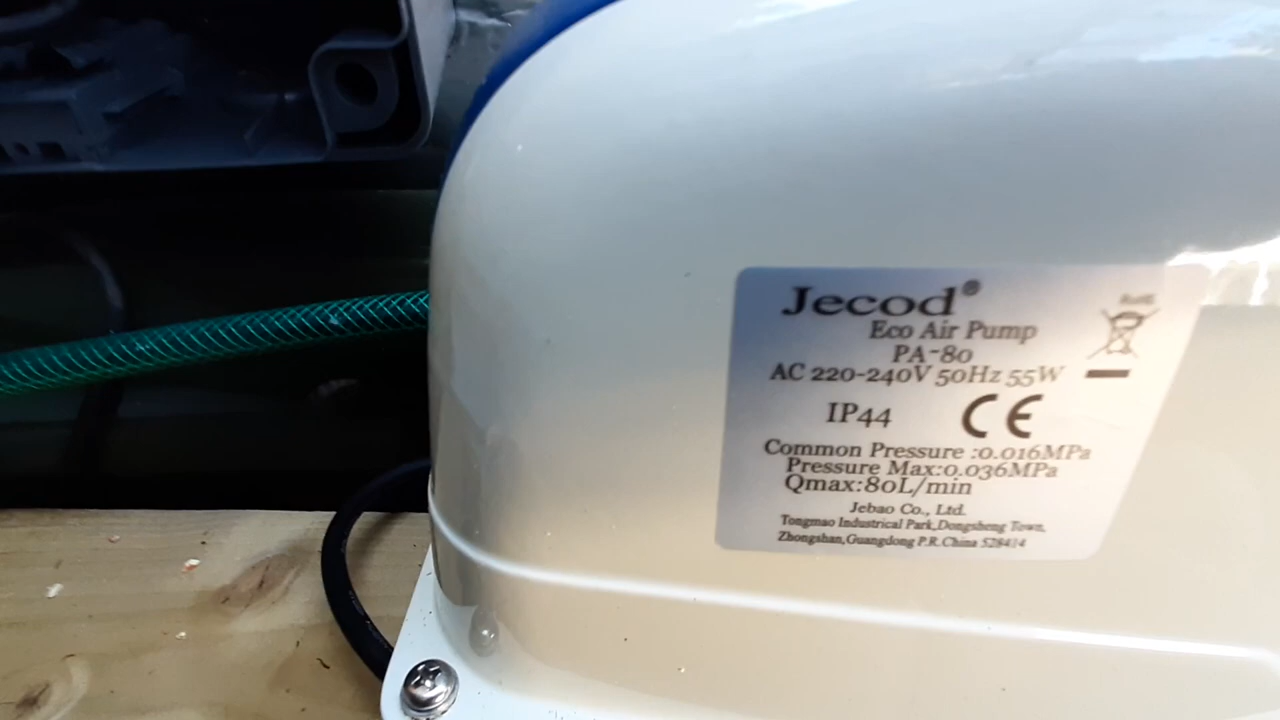 Jecod®
Eco Air Pump
PA-80
AC 220-240V 50Hz 55W
RoHS
IP44 CE
Common Pressure :0.016MPa
Pressure Max:0.036MPa
Qmax:80L/min
Jebao Co., Ltd.
Tongmao Industrical Park,Dongsheng Town,
Zhongshan,Guangdong P.R.China 528414